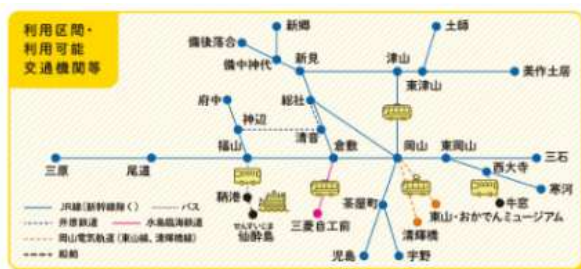 利用区間・
利用可能
交通機関等
新郷
備後落合
備中神代
新見
津山
土師
東津山
美作土居
府中
神辺
総社
清音
福山
倉敷
岡山
東岡山
三石
三原
尾道
西大寺
寒河
鞆港
せんすいじま
仙酔島
茶屋町
牛窓
東山・おかでんミュージアム
清輝橋
三菱自工前
児島
宇野
JR線(新幹線除く)
バス
井原鉄道
水島臨海鉄道
岡山電気軌道(東山線、清輝橋線)
船舶